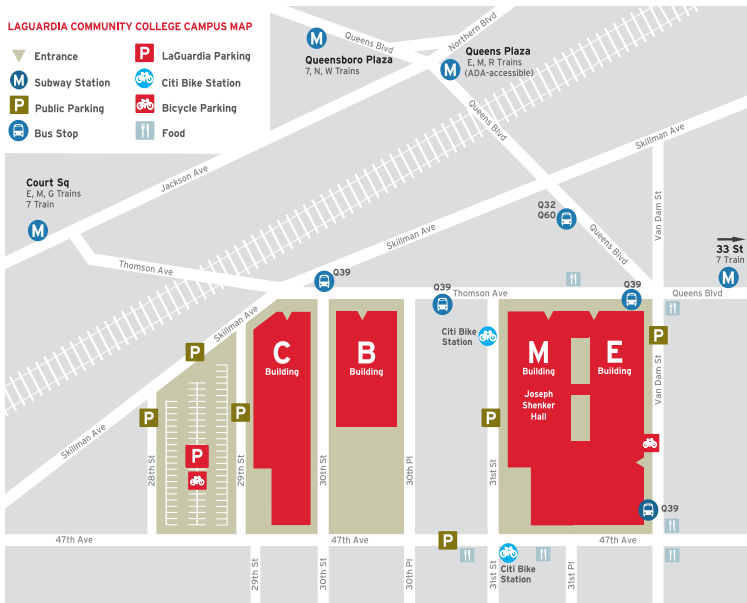 LAGUARDIA COMMUNITY COLLEGE CAMPUS MAP
Entrance
P LaGuardia Parking
M Subway Station
Citi Bike Station
P Public Parking
Bicycle Parking
Bus Stop
Food
M
Queensboro Plaza
7, N, W Trains
Queens Blvd
Northern Blvd
M
Queens Plaza
E, M, R Trains
(ADA-accessible)
Queens Blvd
Skillman Ave
Jackson Ave
Court Sq
E, M, G Trains
7 Train
M
Van Dam St
Q32
Q60
Skillman Ave
Queens Blvd
33 St
7 Train
M
Thomson Ave
Q39
Q39
Thomson Ave
Q39
Queens Blvd
Skillman Ave
Citi Bike
Station
P
P
C
Building
B
Building
M
Building
E
Building
Joseph
Shenker
Hall
Van Dam St
P
P
P
Skillman Ave
P
28th St
29th St
30th St
30th Pl
31st St
Q39
47th Ave
47th Ave
P
47th Ave
Citi Bike
Station
29th St
30th St
30th Pl
31st St
31st Pl